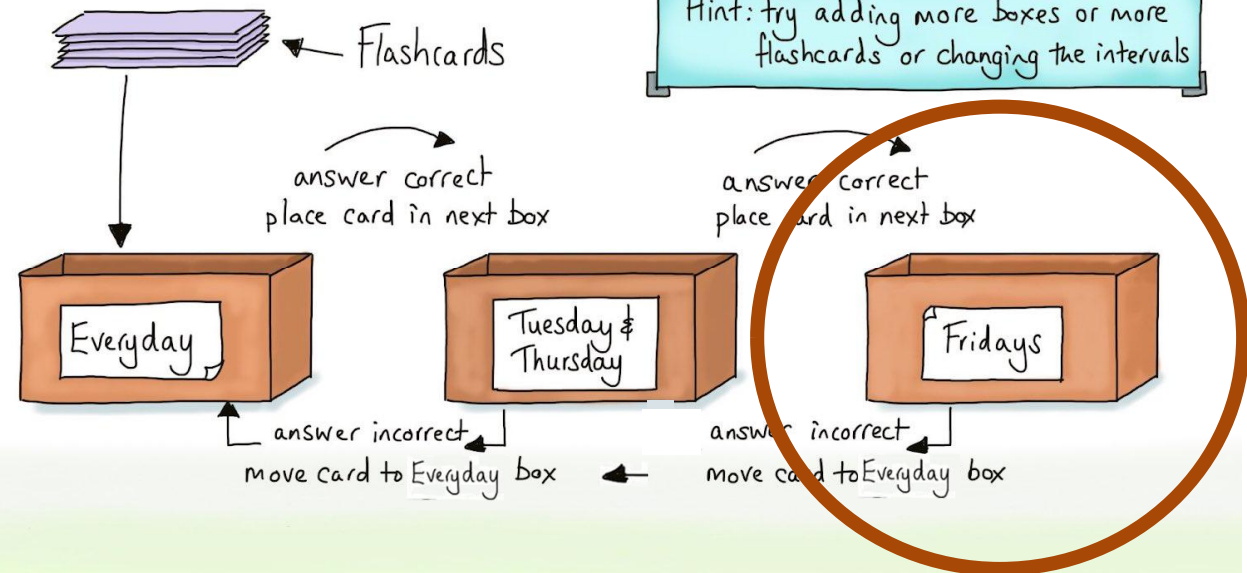 Hint: try adding more boxes or more
flashcards or changing the intervals
Flashcards
answer correct
place card in next box
answer correct
place card in next box
Everyday
Tuesday &
Thursday
Fridays
answer incorrect
move card to Everyday box
answer incorrect
move card to Everyday box